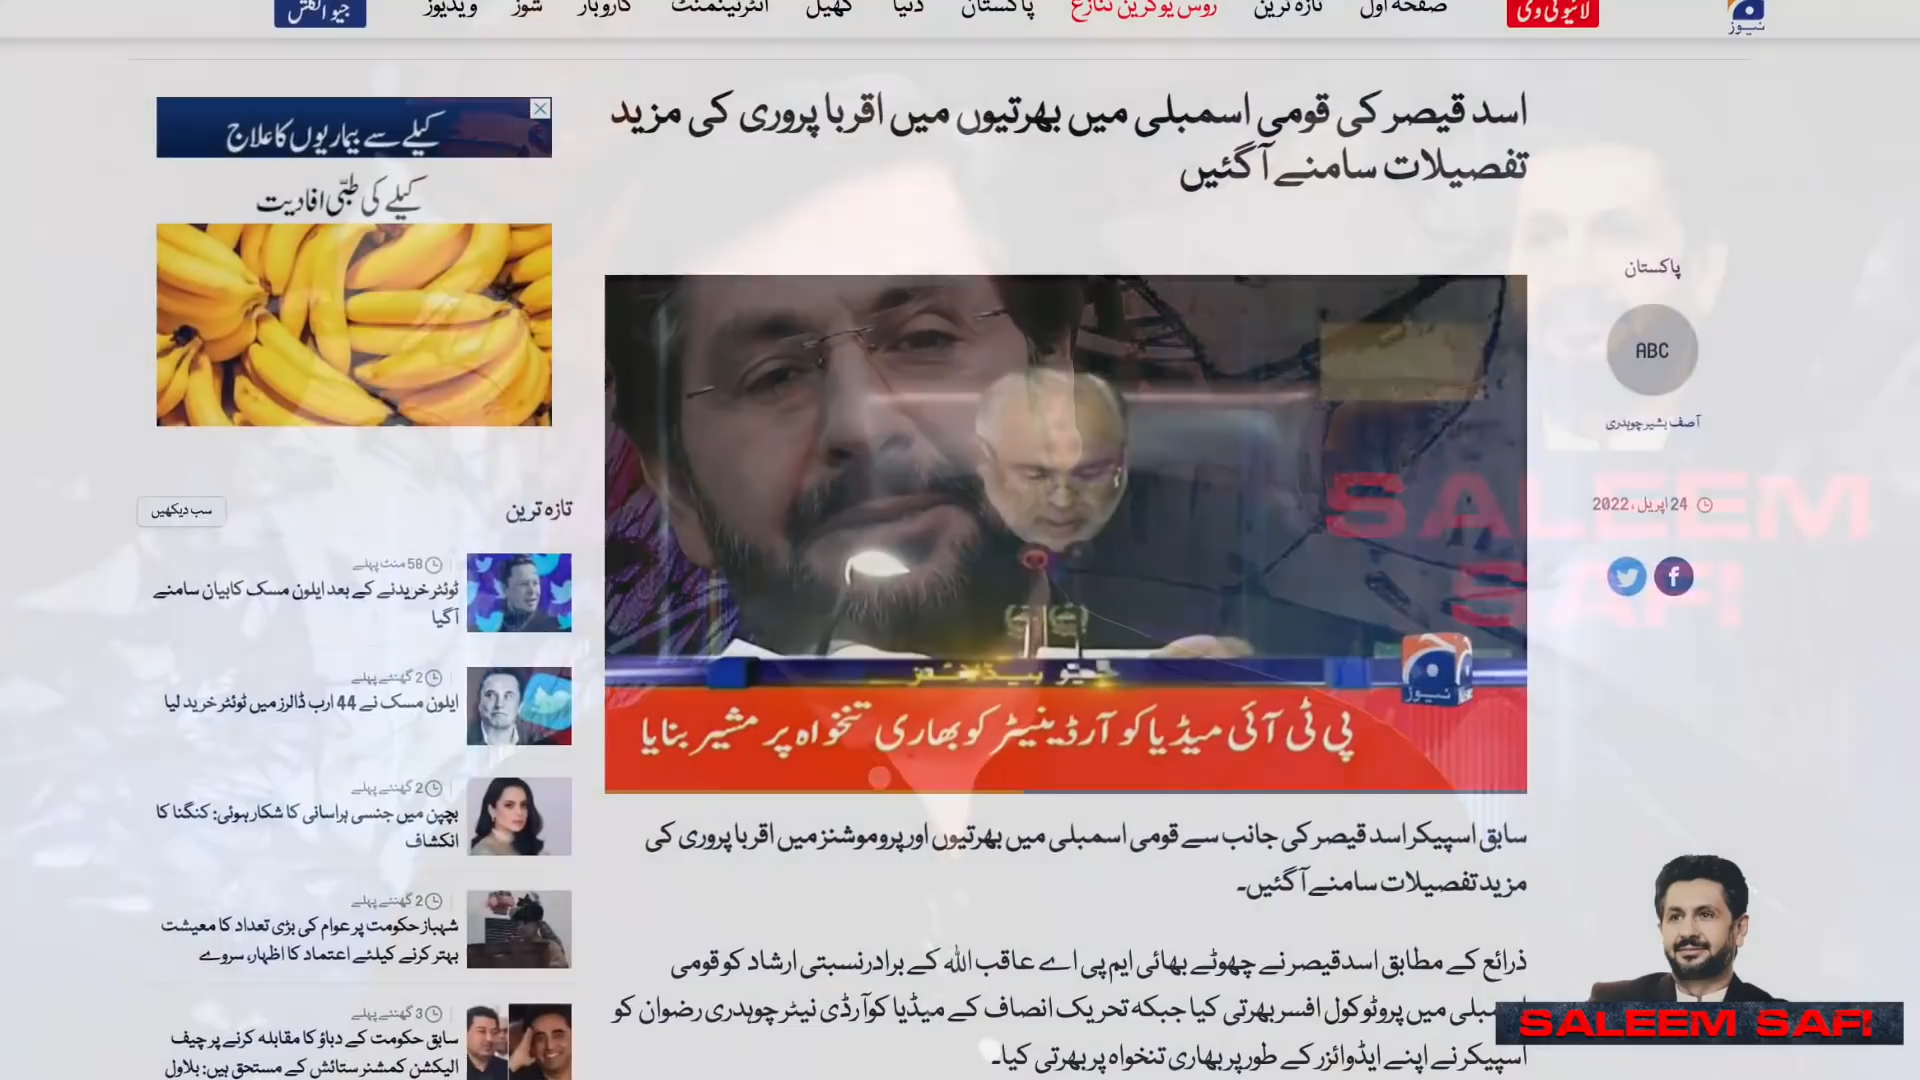 صفحہ اول
تازہ ترین
روس یوکرین تنازع
پاکستان
دنیا
کھیل
انٹرٹینمنٹ
کاروبار
شوز
ویڈیوز
لائیو ٹی وی
نیوز
اسد قیصر کی قومی اسمبلی میں بھرتیوں میں اقربا پروری کی مزید
تفصیلات سامنے آگئیں
پاکستان
ABC
آصف بشیر چوہدری
24 اپریل، 2022
SALEEM
SAFI
پی ٹی آئی میڈیا کو آرڈینیٹر کو بھاری تنخواہ پر مشیر بنایا
نیوز
سابق اسپیکر اسد قیصر کی جانب سے قومی اسمبلی میں بھرتیوں اور پروموشنز میں اقربا پروری کی
مزید تفصیلات سامنے آگئیں۔
ذرائع کے مطابق اسد قیصر نے چھوٹے بھائی ایم پی اے عاقب اللہ کے برادر نسبتی ارشاد کو قومی
اسمبلی میں پروٹوکول افسر بھرتی کیا جبکہ تحریک انصاف کے میڈیا کوآرڈی نیٹر چوہدری رضوان کو
اسپیکر نے اپنے ایڈوائزر کے طور پر بھاری تنخواہ پر بھرتی کیا۔
کیلے سے بیماریوں کا علاج
کیلے کی طبّی افادیت
تازہ ترین
سب دیکھیں
58 منٹ پہلے
ٹوئٹر خریدنے کے بعد ایلون مسک کا بیان سامنے
آگیا
2 گھنٹے پہلے
ایلون مسک نے 44 ارب ڈالرز میں ٹوئٹر خرید لیا
2 گھنٹے پہلے
بچپن میں جنسی ہراسانی کا شکار ہوئی: کنگنا کا
انکشاف
2 گھنٹے پہلے
شہباز حکومت پر عوام کی بڑی تعداد کا معیشت
بہتر کرنے کیلئے اعتماد کا اظہار، سروے
3 گھنٹے پہلے
سابق حکومت کے دباؤ کا مقابلہ کرنے پر چیف
الیکشن کمشنر ستائش کے مستحق ہیں: بلاول
SALEEM SAFI